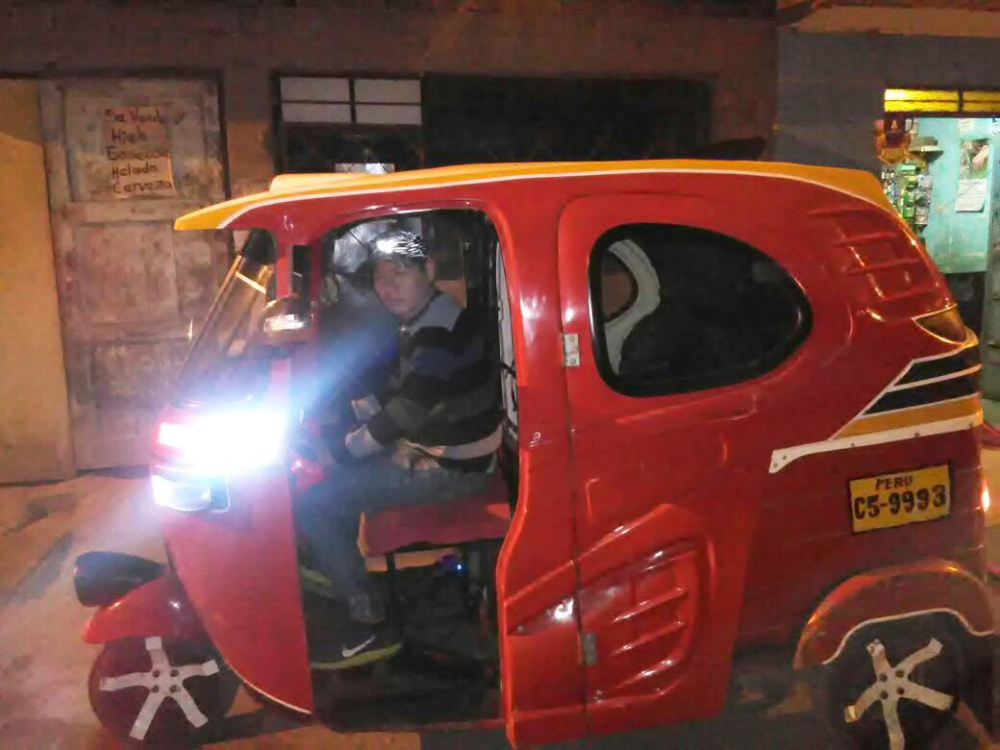 Se Vende
Hielo
Gaseosa
Helada
Cerveza
PERU
C5-9993